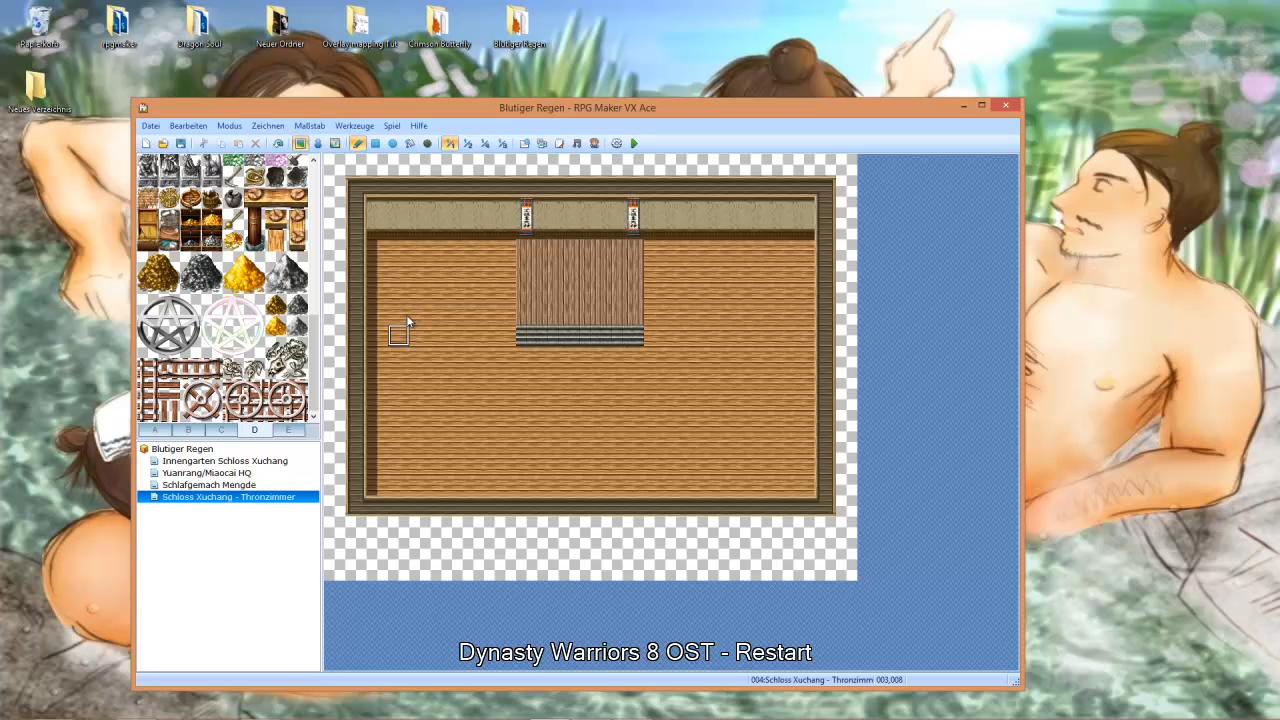 Papierkorb
rpgmaker
Dragon Soul
Neuer Ordner
Overlaymapping Tut
Crimson Butterfly
Blutiger Regen
Neues Verzeichnis
Blutiger Regen - RPG Maker VX Ace
Datei Bearbeiten Modus Zeichnen Maßstab Werkzeuge Spiel Hilfe
A B C D E
Blutiger Regen
Innengarten Schloss Xuchang
Yuanrang/Miaocai HQ
Schlafgemach Mengde
Schloss Xuchang - Thronzimmer
Dynasty Warriors 8 OST - Restart
004:Schloss Xuchang - Thronzimm 003,008